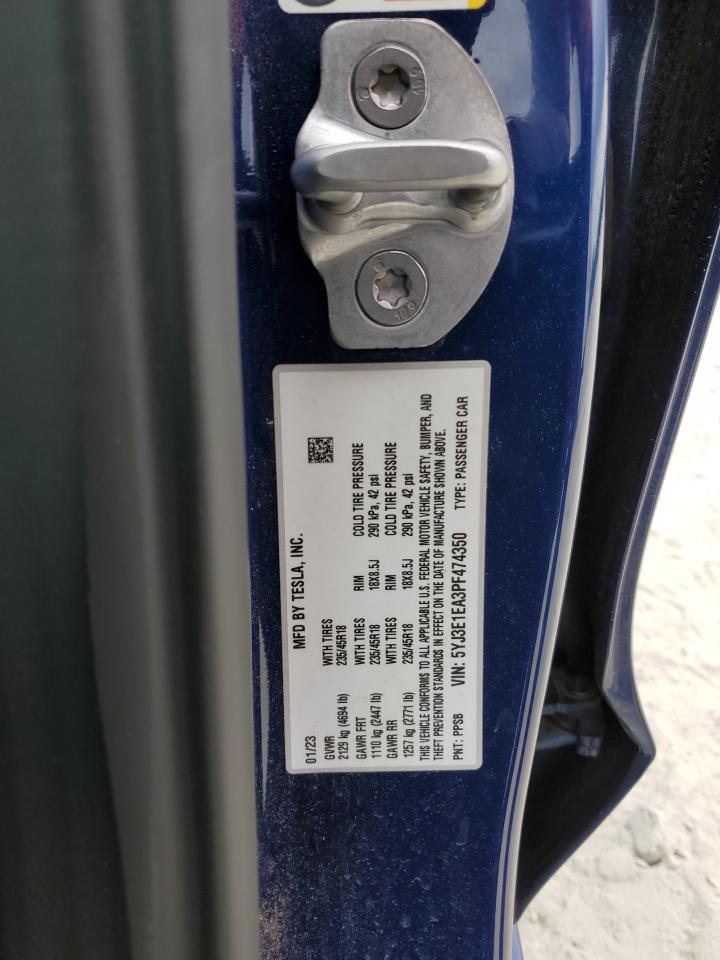 MFD BY TESLA, INC.
01/23
GVWR WITH TIRES
2129 kg (4694 lb) 235/45R18
GAWR FRT WITH TIRES RIM COLD TIRE PRESSURE
1110 kg (2447 lb) 235/45R18 18X8.5J 290 kPa, 42 psi
GAWR RR WITH TIRES RIM COLD TIRE PRESSURE
1257 kg (2771 lb) 235/45R18 18X8.5J 290 kPa, 42 psi
THIS VEHICLE CONFORMS TO ALL APPLICABLE U.S. FEDERAL MOTOR VEHICLE SAFETY, BUMPER, AND
THEFT PREVENTION STANDARDS IN EFFECT ON THE DATE OF MANUFACTURE SHOWN ABOVE.
PNT: PPSB VIN: 5YJ3E1EA3PF474350 TYPE: PASSENGER CAR